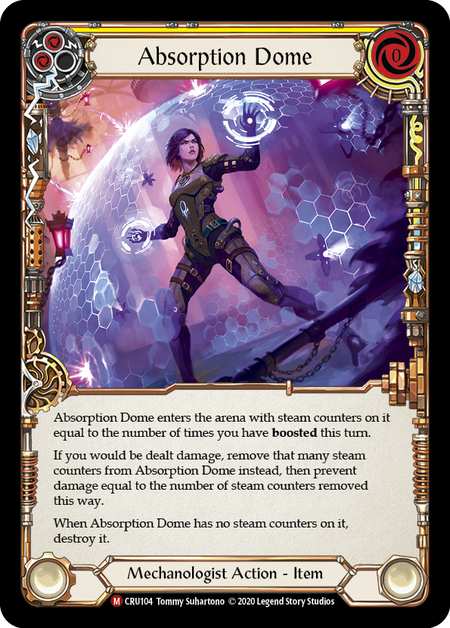 Absorption Dome
0
Absorption Dome enters the arena with steam counters on it
equal to the number of times you have boosted this turn.
If you would be dealt damage, remove that many steam
counters from Absorption Dome instead, then prevent
damage equal to the number of steam counters removed
this way.
When Absorption Dome has no steam counters on it,
destroy it.
Mechanologist Action - Item
M CRU104 Tommy Suhartono © 2020 Legend Story Studios